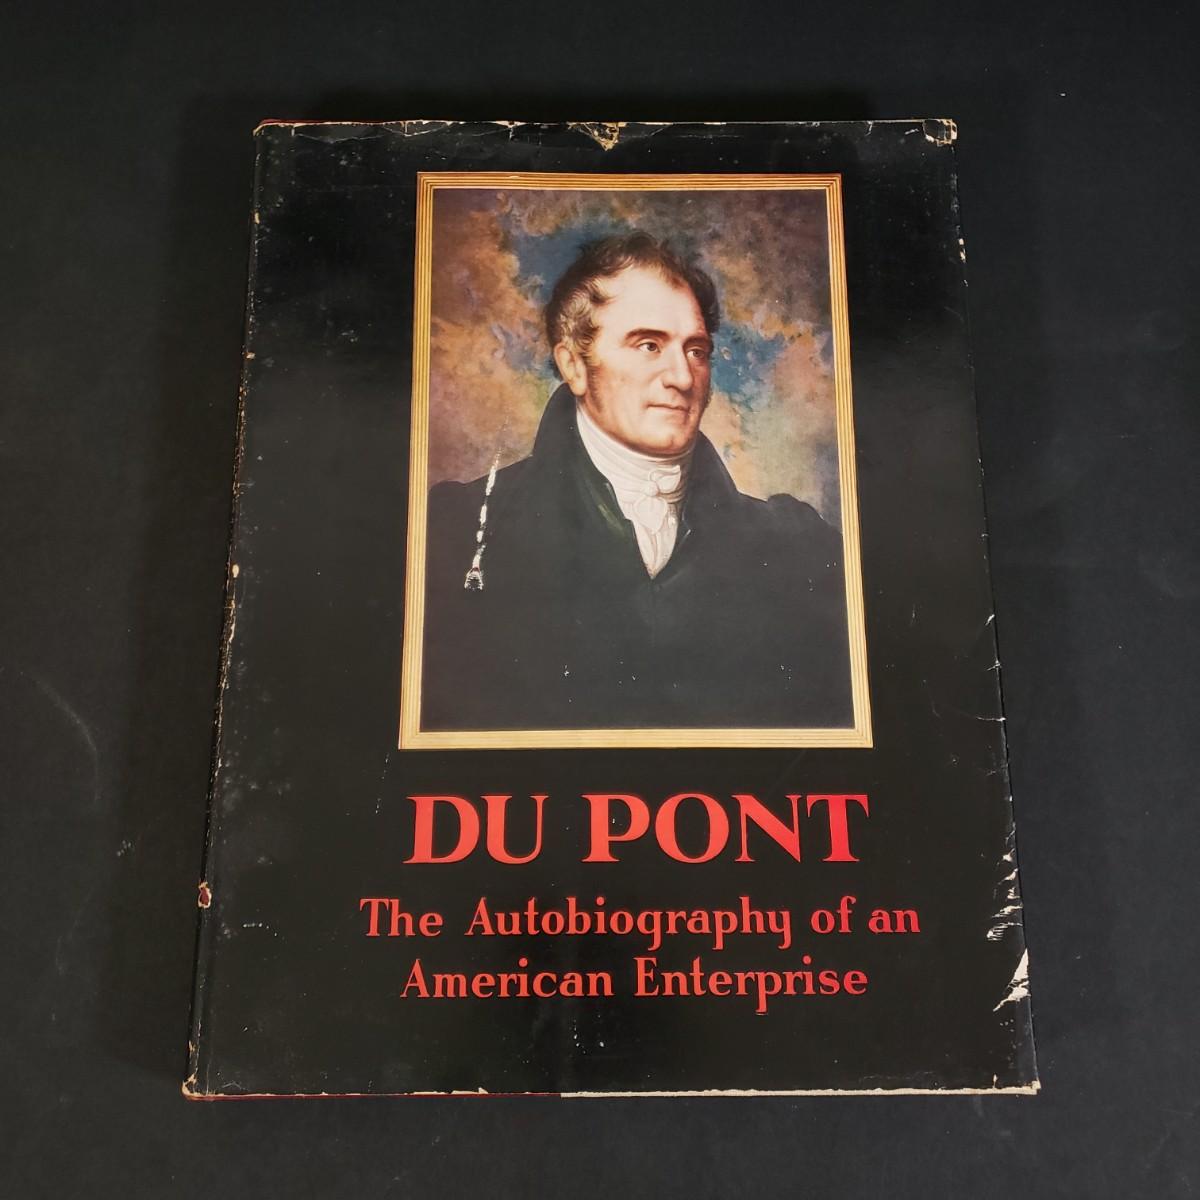 DU PONT
The Autobiography of an
American Enterprise